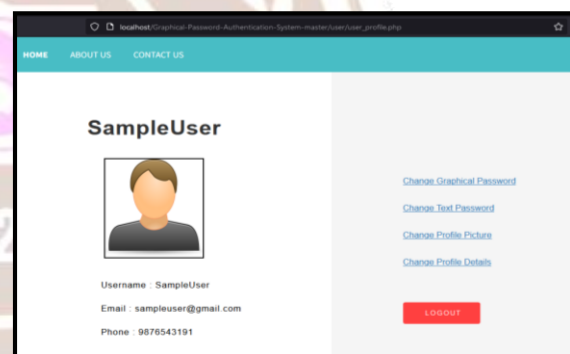 localhost/Graphical-Password-Authentication-System-master/user/user_profile.php
HOME ABOUT US CONTACT US
SampleUser
Username : SampleUser
Email : sampleuser@gmail.com
Phone : 9876543191
Change Graphical Password
Change Text Password
Change Profile Picture
Change Profile Details
LOGOUT